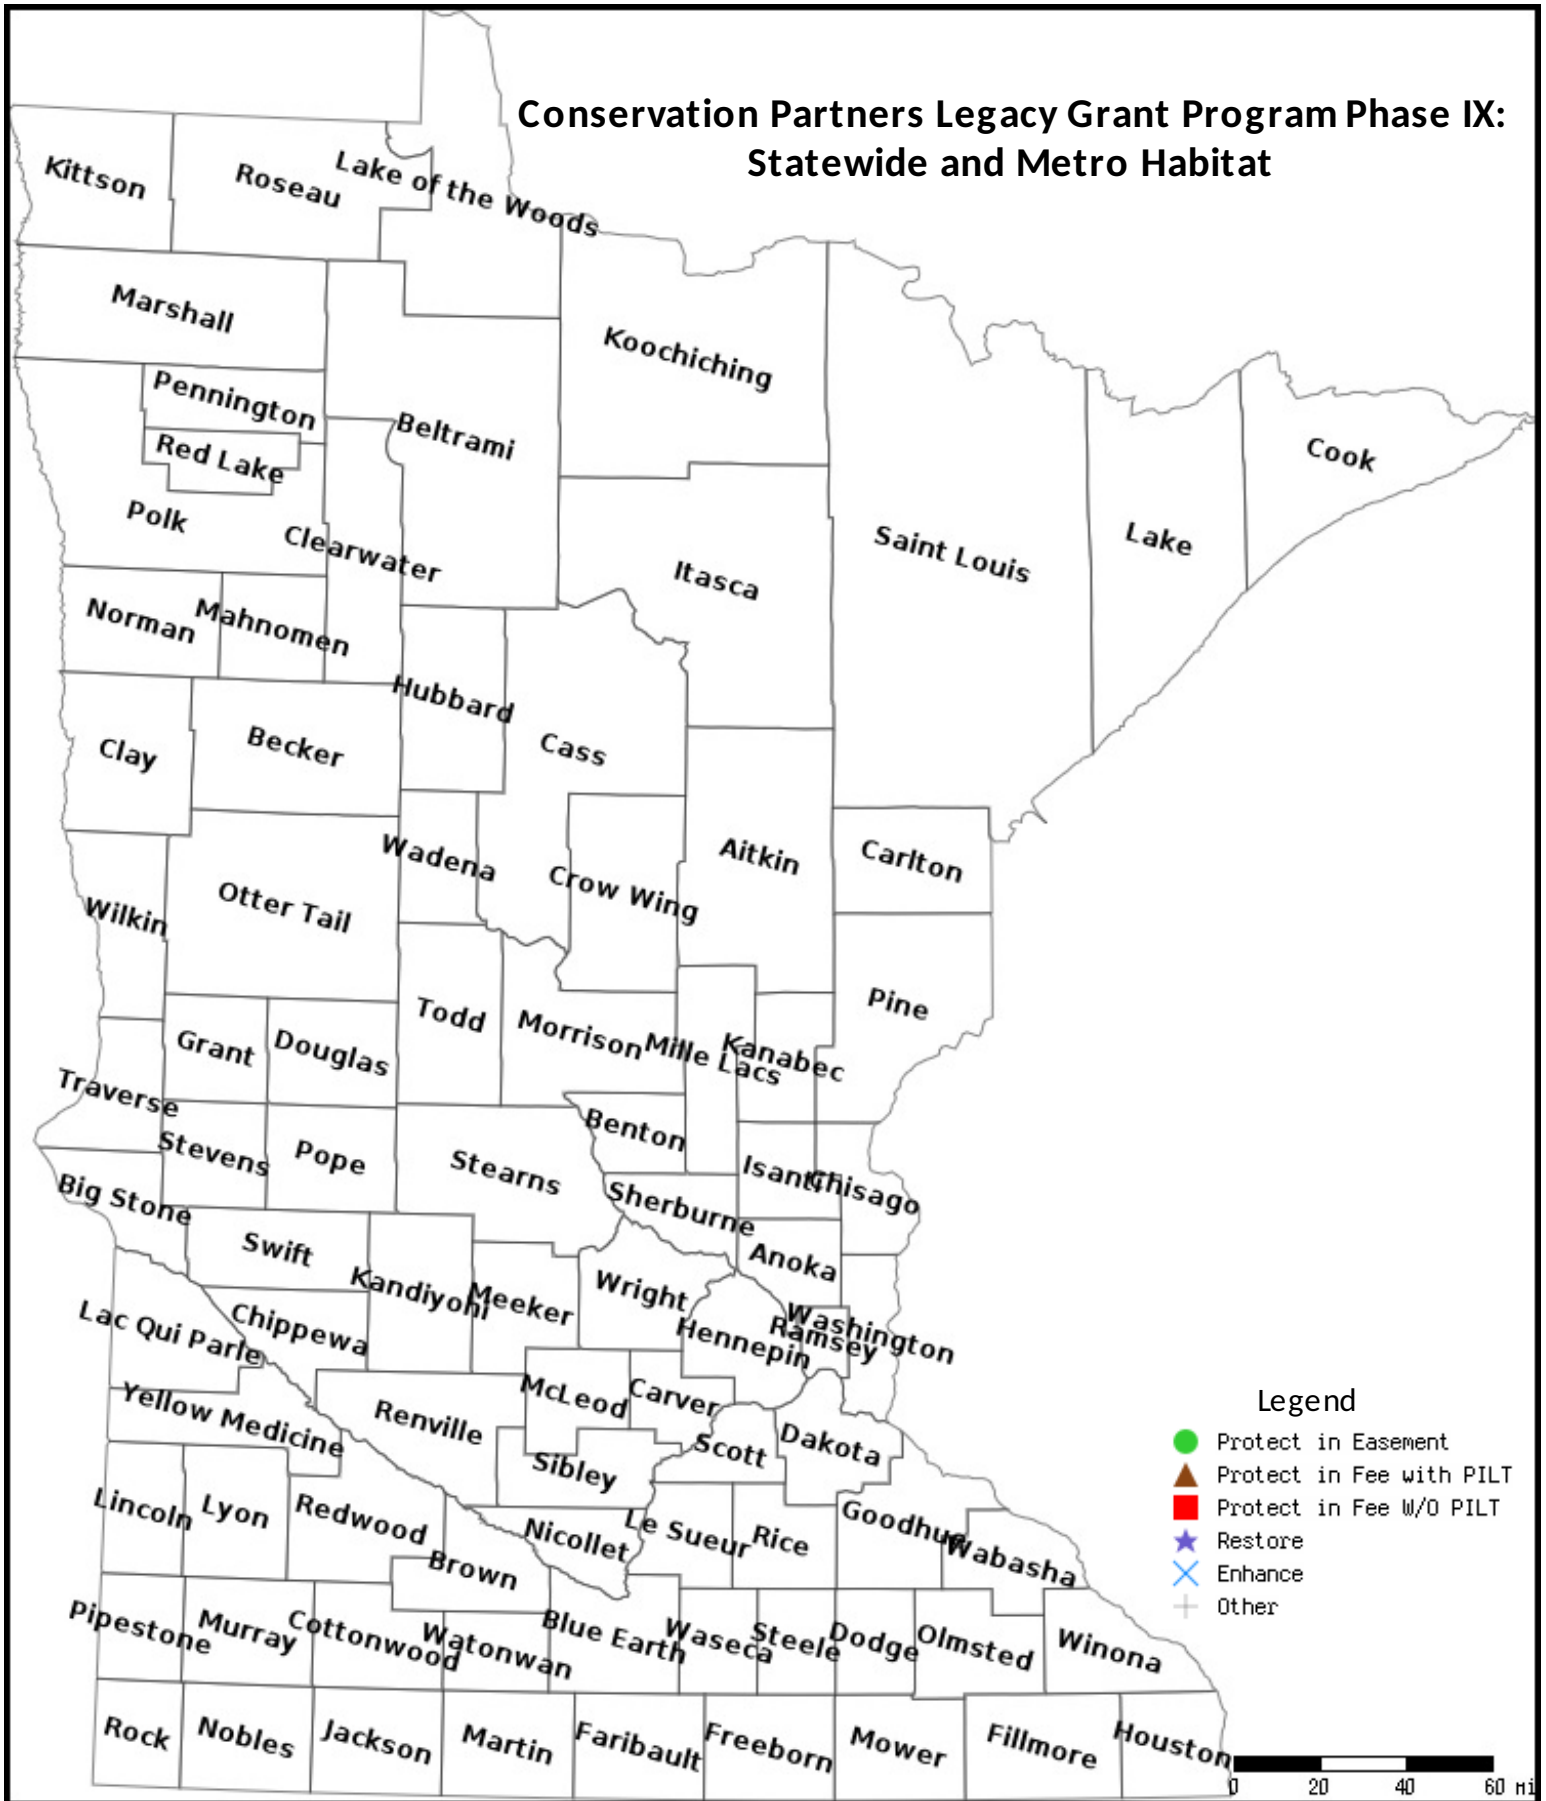 Conservation Partners Legacy Grant Program Phase IX:
Statewide and Metro Habitat
Kittson
Roseau
Lake of the Woods
Marshall
Koochiching
Pennington
Beltrami
Red Lake
Cook
Polk
Clearwater
Saint Louis
Lake
Itasca
Norman
Mahnomen
Hubbard
Clay
Becker
Cass
Wadena
Aitkin
Carlton
Crow Wing
Otter Tail
Wilkin
Todd
Pine
Grant
Douglas
Morrison
Mille Lacs
Kanabec
Traverse
Benton
Stevens
Pope
Stearns
Isanti
Chisago
Big Stone
Sherburne
Swift
Anoka
Kandiyohi
Meeker
Wright
Lac Qui Parle
Chippewa
Washington
Ramsey
Hennepin
McLeod
Carver
Yellow Medicine
Renville
Scott
Dakota
Sibley
Lincoln
Lyon
Redwood
Nicollet
Le Sueur
Rice
Goodhue
Wabasha
Brown
Pipestone
Murray
Cottonwood
Watonwan
Blue Earth
Waseca
Steele
Dodge
Olmsted
Winona
Rock
Nobles
Jackson
Martin
Faribault
Freeborn
Mower
Fillmore
Houston
Legend
Protect in Easement
Protect in Fee with PILT
Protect in Fee W/O PILT
Restore
Enhance
Other
0 20 40 60 mi